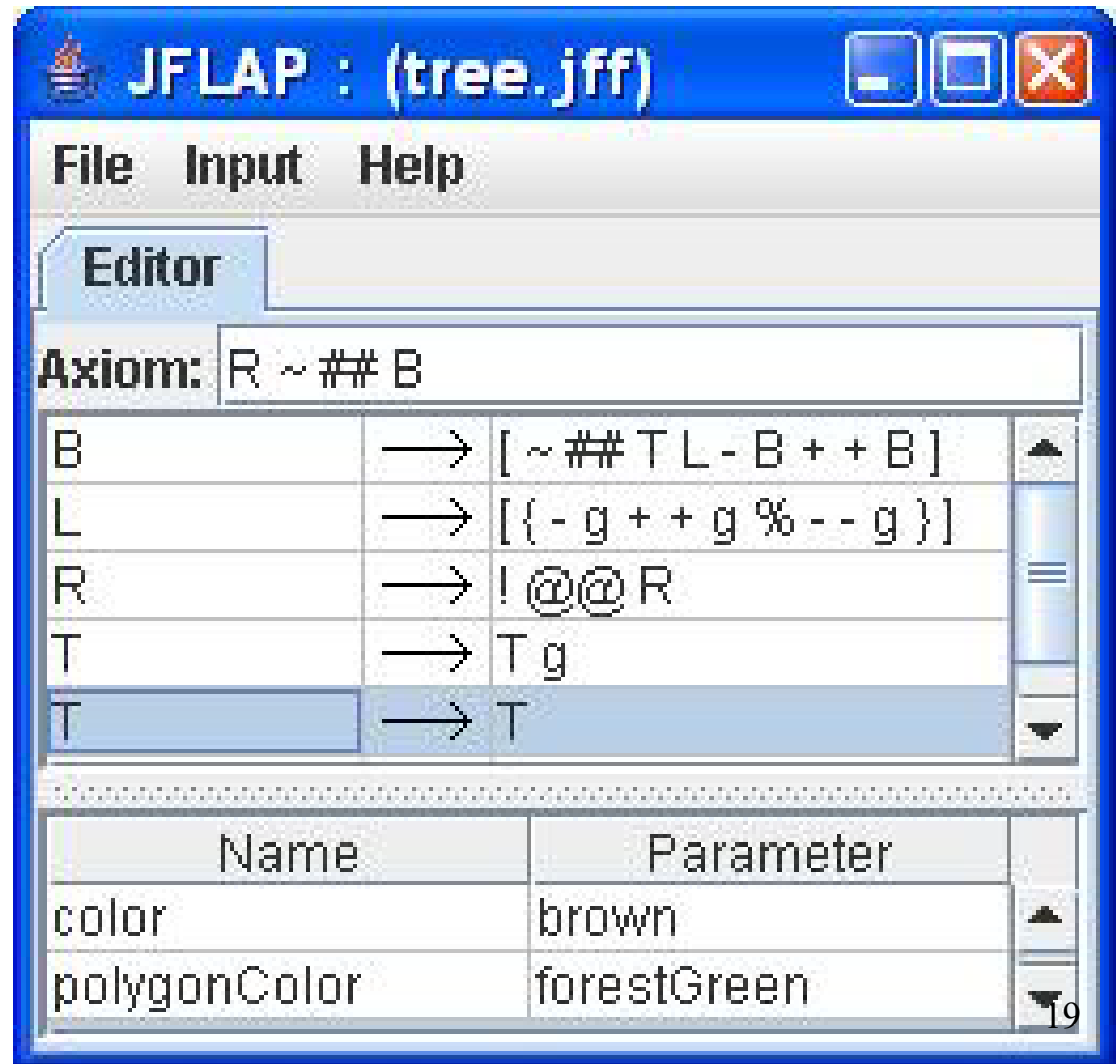 JFLAP : (tree.jff)
File Input Help
Editor
Axiom: R ~ ## B
B → [ ~ ## T L - B + + B ]
L → [ { - g + + g % - - g } ]
R → ! @@ R
T → T g
T → T
Name Parameter
color brown
polygonColor forestGreen
19